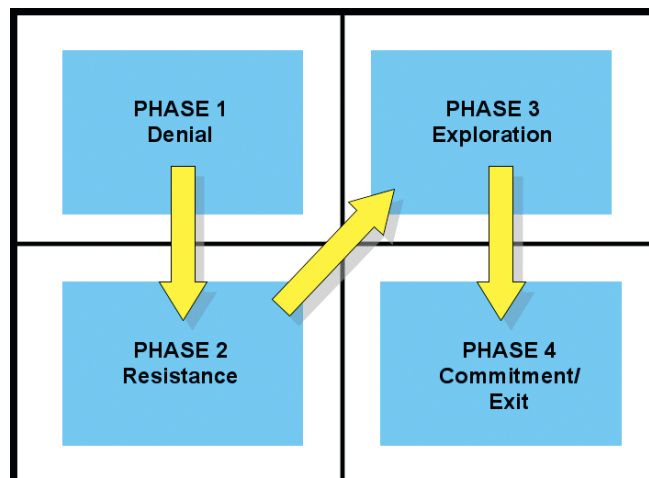 PHASE 1
Denial
PHASE 2
Resistance
PHASE 3
Exploration
PHASE 4
Commitment/
Exit